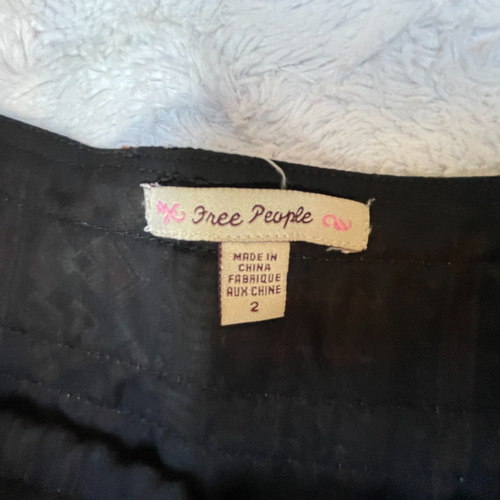 Free People
MADE IN
CHINA
FABRIQUE
AUX CHINE
2